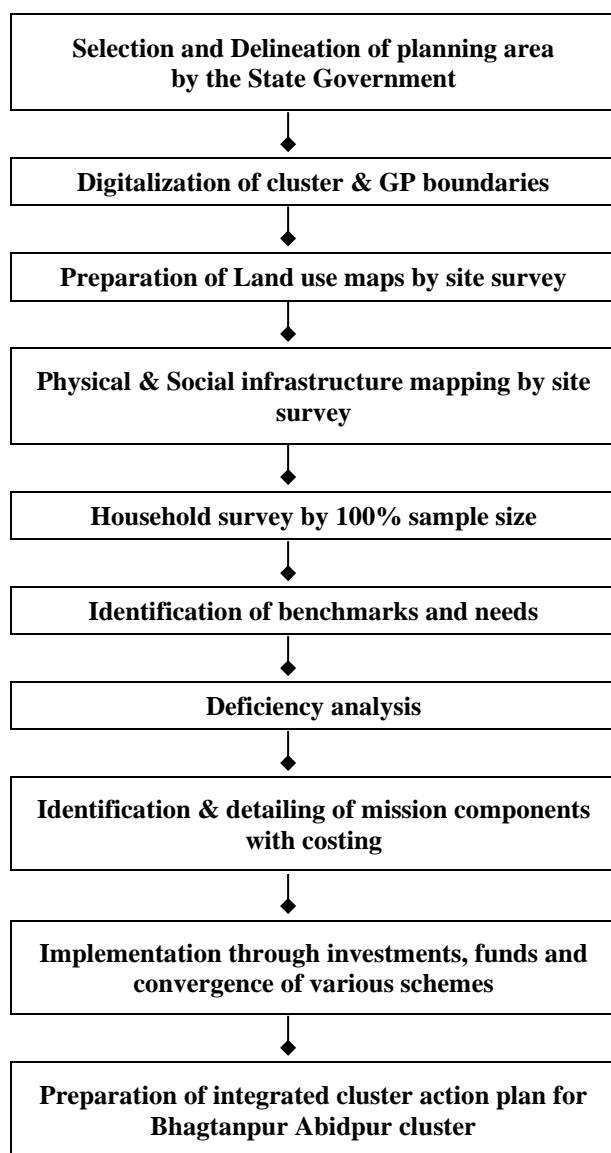 Selection and Delineation of planning area
by the State Government
Digitalization of cluster & GP boundaries
Preparation of Land use maps by site survey
Physical & Social infrastructure mapping by site
survey
Household survey by 100% sample size
Identification of benchmarks and needs
Deficiency analysis
Identification & detailing of mission components
with costing
Implementation through investments, funds and
convergence of various schemes
Preparation of integrated cluster action plan for
Bhagtanpur Abidpur cluster